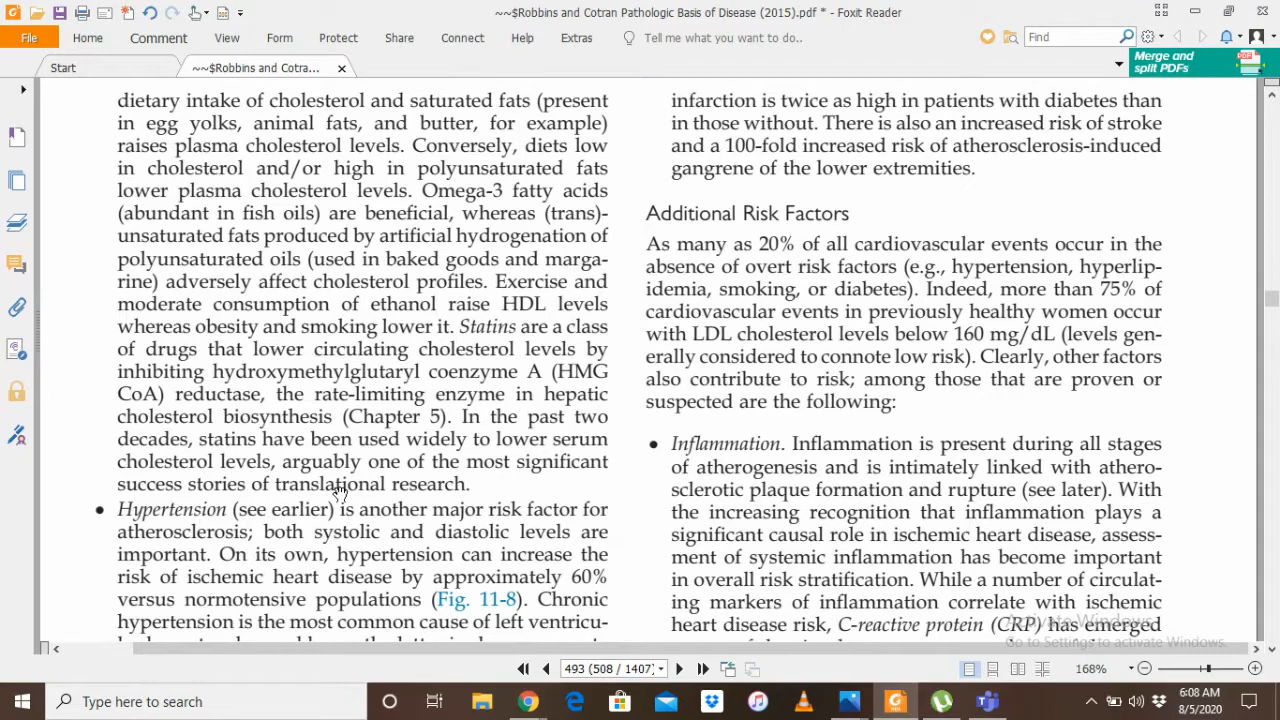 ~~$Robbins and Cotran Pathologic Basis of Disease (2015).pdf * - Foxit Reader
File Home Comment View Form Protect Share Connect Help Extras Tell me what you want to do.. Find
Start ~~$Robbins and Cotra... Merge and
split PDFs
dietary intake of cholesterol and saturated fats (present
in egg yolks, animal fats, and butter, for example)
raises plasma cholesterol levels. Conversely, diets low
in cholesterol and/or high in polyunsaturated fats
lower plasma cholesterol levels. Omega-3 fatty acids
(abundant in fish oils) are beneficial, whereas (trans)-
unsaturated fats produced by artificial hydrogenation of
polyunsaturated oils (used in baked goods and marga-
rine) adversely affect cholesterol profiles. Exercise and
moderate consumption of ethanol raise HDL levels
whereas obesity and smoking lower it. Statins are a class
of drugs that lower circulating cholesterol levels by
inhibiting hydroxymethylglutaryl coenzyme A (HMG
CoA) reductase, the rate-limiting enzyme in hepatic
cholesterol biosynthesis (Chapter 5). In the past two
decades, statins have been used widely to lower serum
cholesterol levels, arguably one of the most significant
success stories of translational research.
• Hypertension (see earlier) is another major risk factor for
atherosclerosis; both systolic and diastolic levels are
important. On its own, hypertension can increase the
risk of ischemic heart disease by approximately 60%
versus normotensive populations (Fig. 11-8). Chronic
hypertension is the most common cause of left ventricu-
infarction is twice as high in patients with diabetes than
in those without. There is also an increased risk of stroke
and a 100-fold increased risk of atherosclerosis-induced
gangrene of the lower extremities.
Additional Risk Factors
As many as 20% of all cardiovascular events occur in the
absence of overt risk factors (e.g., hypertension, hyperlip-
idemia, smoking, or diabetes). Indeed, more than 75% of
cardiovascular events in previously healthy women occur
with LDL cholesterol levels below 160 mg/dL (levels gen-
erally considered to connote low risk). Clearly, other factors
also contribute to risk; among those that are proven or
suspected are the following:
• Inflammation. Inflammation is present during all stages
of atherogenesis and is intimately linked with athero-
sclerotic plaque formation and rupture (see later). With
the increasing recognition that inflammation plays a
significant causal role in ischemic heart disease, assess-
ment of systemic inflammation has become important
in overall risk stratification. While a number of circulat-
ing markers of inflammation correlate with ischemic
heart disease risk, C-reactive protein (CRP) has emerged
Activate Windows
Go to Settings to activate Windows.
493 (508 / 1407) 168%
Type here to search
6:08 AM
8/5/2020